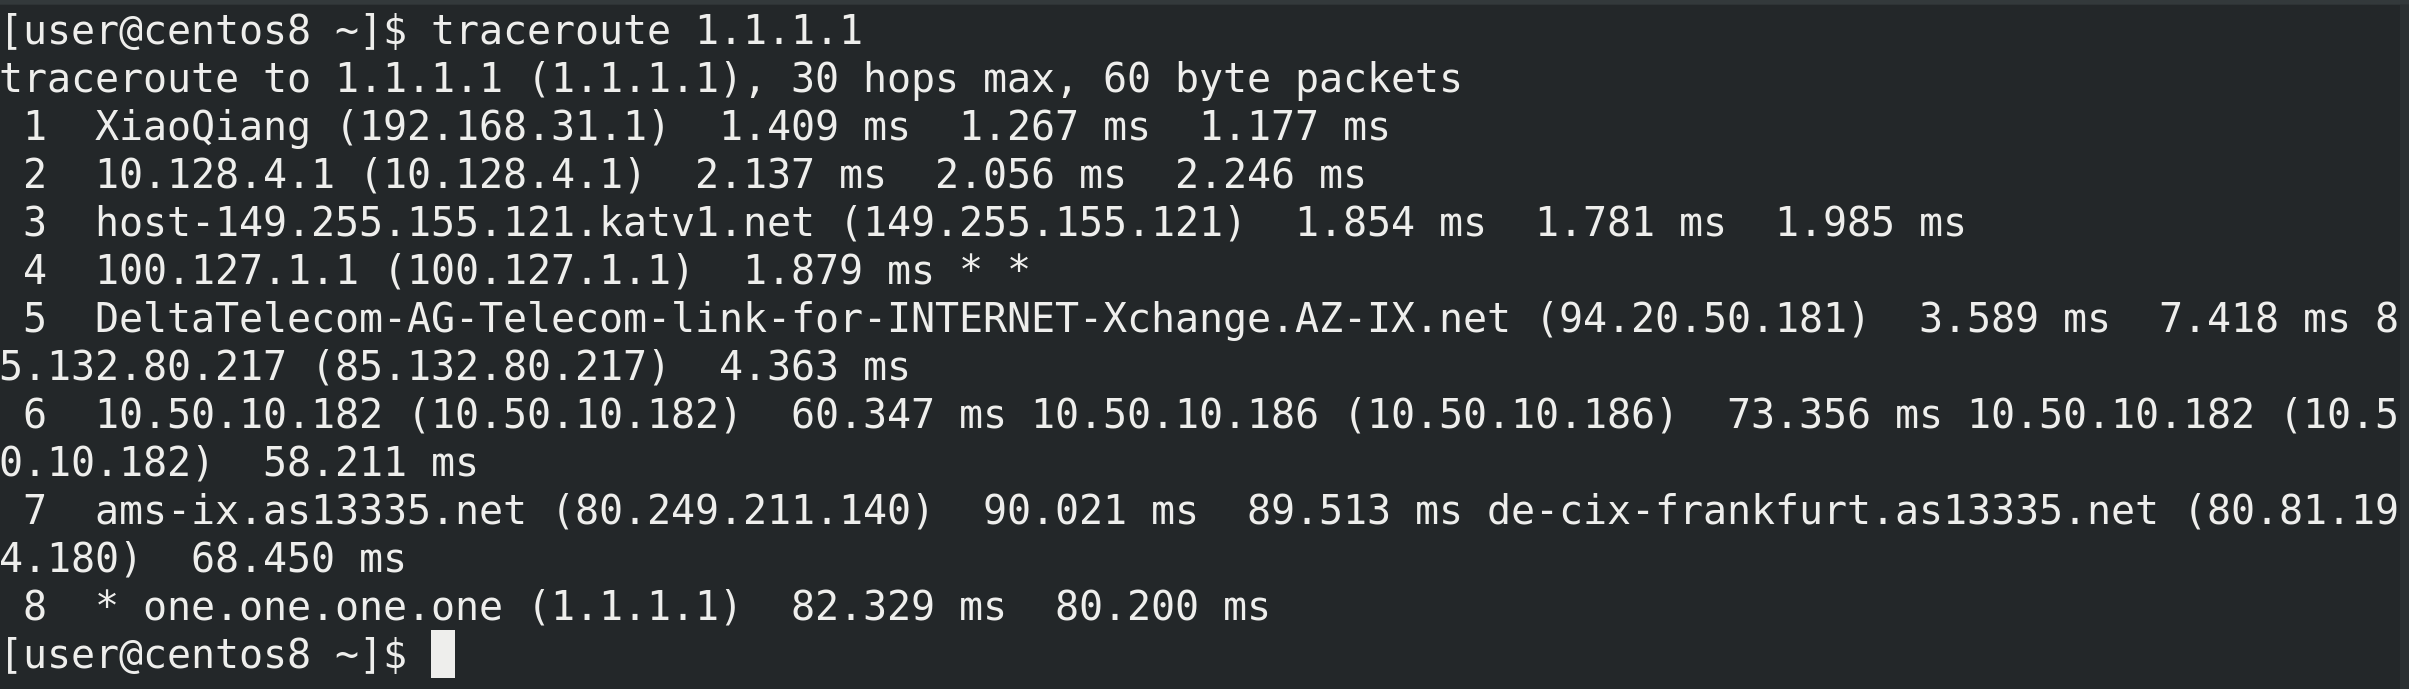 [user@centos8 ~]$ traceroute 1.1.1.1
traceroute to 1.1.1.1 (1.1.1.1), 30 hops max, 60 byte packets
 1  XiaoQiang (192.168.31.1)  1.409 ms  1.267 ms  1.177 ms
 2  10.128.4.1 (10.128.4.1)  2.137 ms  2.056 ms  2.246 ms
 3  host-149.255.155.121.katv1.net (149.255.155.121)  1.854 ms  1.781 ms  1.985 ms
 4  100.127.1.1 (100.127.1.1)  1.879 ms * *
 5  DeltaTelecom-AG-Telecom-link-for-INTERNET-Xchange.AZ-IX.net (94.20.50.181)  3.589 ms  7.418 ms 8
5.132.80.217 (85.132.80.217)  4.363 ms
 6  10.50.10.182 (10.50.10.182)  60.347 ms 10.50.10.186 (10.50.10.186)  73.356 ms 10.50.10.182 (10.5
0.10.182)  58.211 ms
 7  ams-ix.as13335.net (80.249.211.140)  90.021 ms  89.513 ms de-cix-frankfurt.as13335.net (80.81.19
4.180)  68.450 ms
 8  * one.one.one.one (1.1.1.1)  82.329 ms  80.200 ms
[user@centos8 ~]$